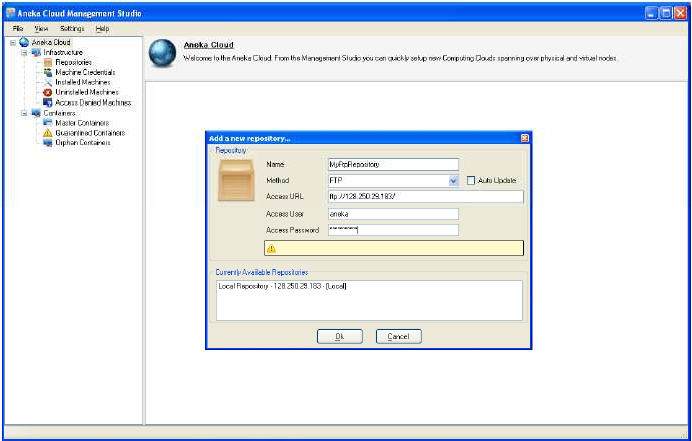 Aneka Cloud Management Studio
File View Settings Help
Aneka Cloud
Infrastructure
Repositories
Machine Credentials
Installed Machines
Uninstalled Machines
Access Denied Machines
Containers
Master Containers
Quarantined Containers
Orphan Containers
Aneka Cloud
Welcome to the Aneka Cloud. From the Management Studio you can quickly setup new Computing Clouds spanning over physical and virtual nodes.
Add a new repository...
Repository
Name MyFtpRepository
Method FTP Auto Update
Access URL ftp://128.250.29.183/
Access User aneka
Access Password **********
Currently Available Repositories
Local Repository - 128.250.29.183 - [Local]
Ok Cancel